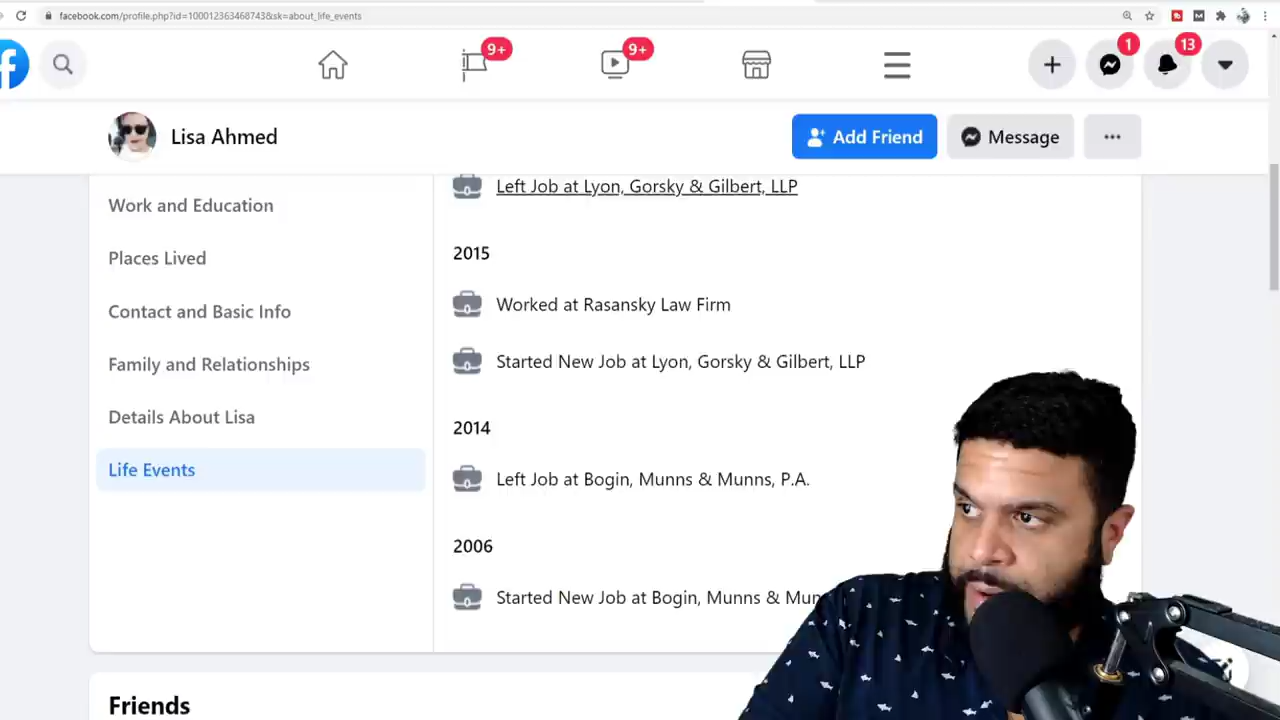 facebook.com/profile.php?id=100012363468743&sk=about_life_events
9+
9+
1
13
Lisa Ahmed
Add Friend
Message
Left Job at Lyon, Gorsky & Gilbert, LLP
Work and Education
2015
Places Lived
Worked at Rasansky Law Firm
Contact and Basic Info
Started New Job at Lyon, Gorsky & Gilbert, LLP
Family and Relationships
2014
Details About Lisa
Left Job at Bogin, Munns & Munns, P.A.
Life Events
2006
Started New Job at Bogin, Munns &
Friends